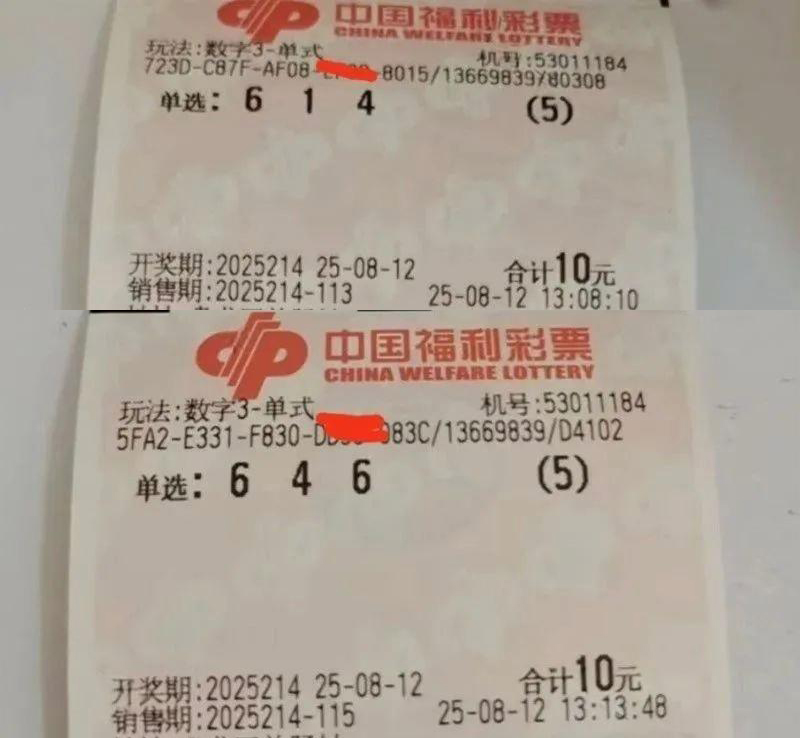 中国福利彩票
CHINA WELFARE LOTTERY
玩法:数字3-单式 机号:53011184
723D-C87F-AF08- -8015/13669839/80308
单选: 6 1 4 (5)
开奖期:2025214 25-08-12 合计10元
销售期:2025214-113 25-08-12 13:08:10
中国福利彩票
CHINA WELFARE LOTTERY
玩法:数字3-单式 机号:53011184
5FA2-E331-F830- 983C/13669839/D4102
单选: 6 4 6 (5)
开奖期:2025214 25-08-12 合计10元
销售期:2025214-115 25-08-12 13:13:48